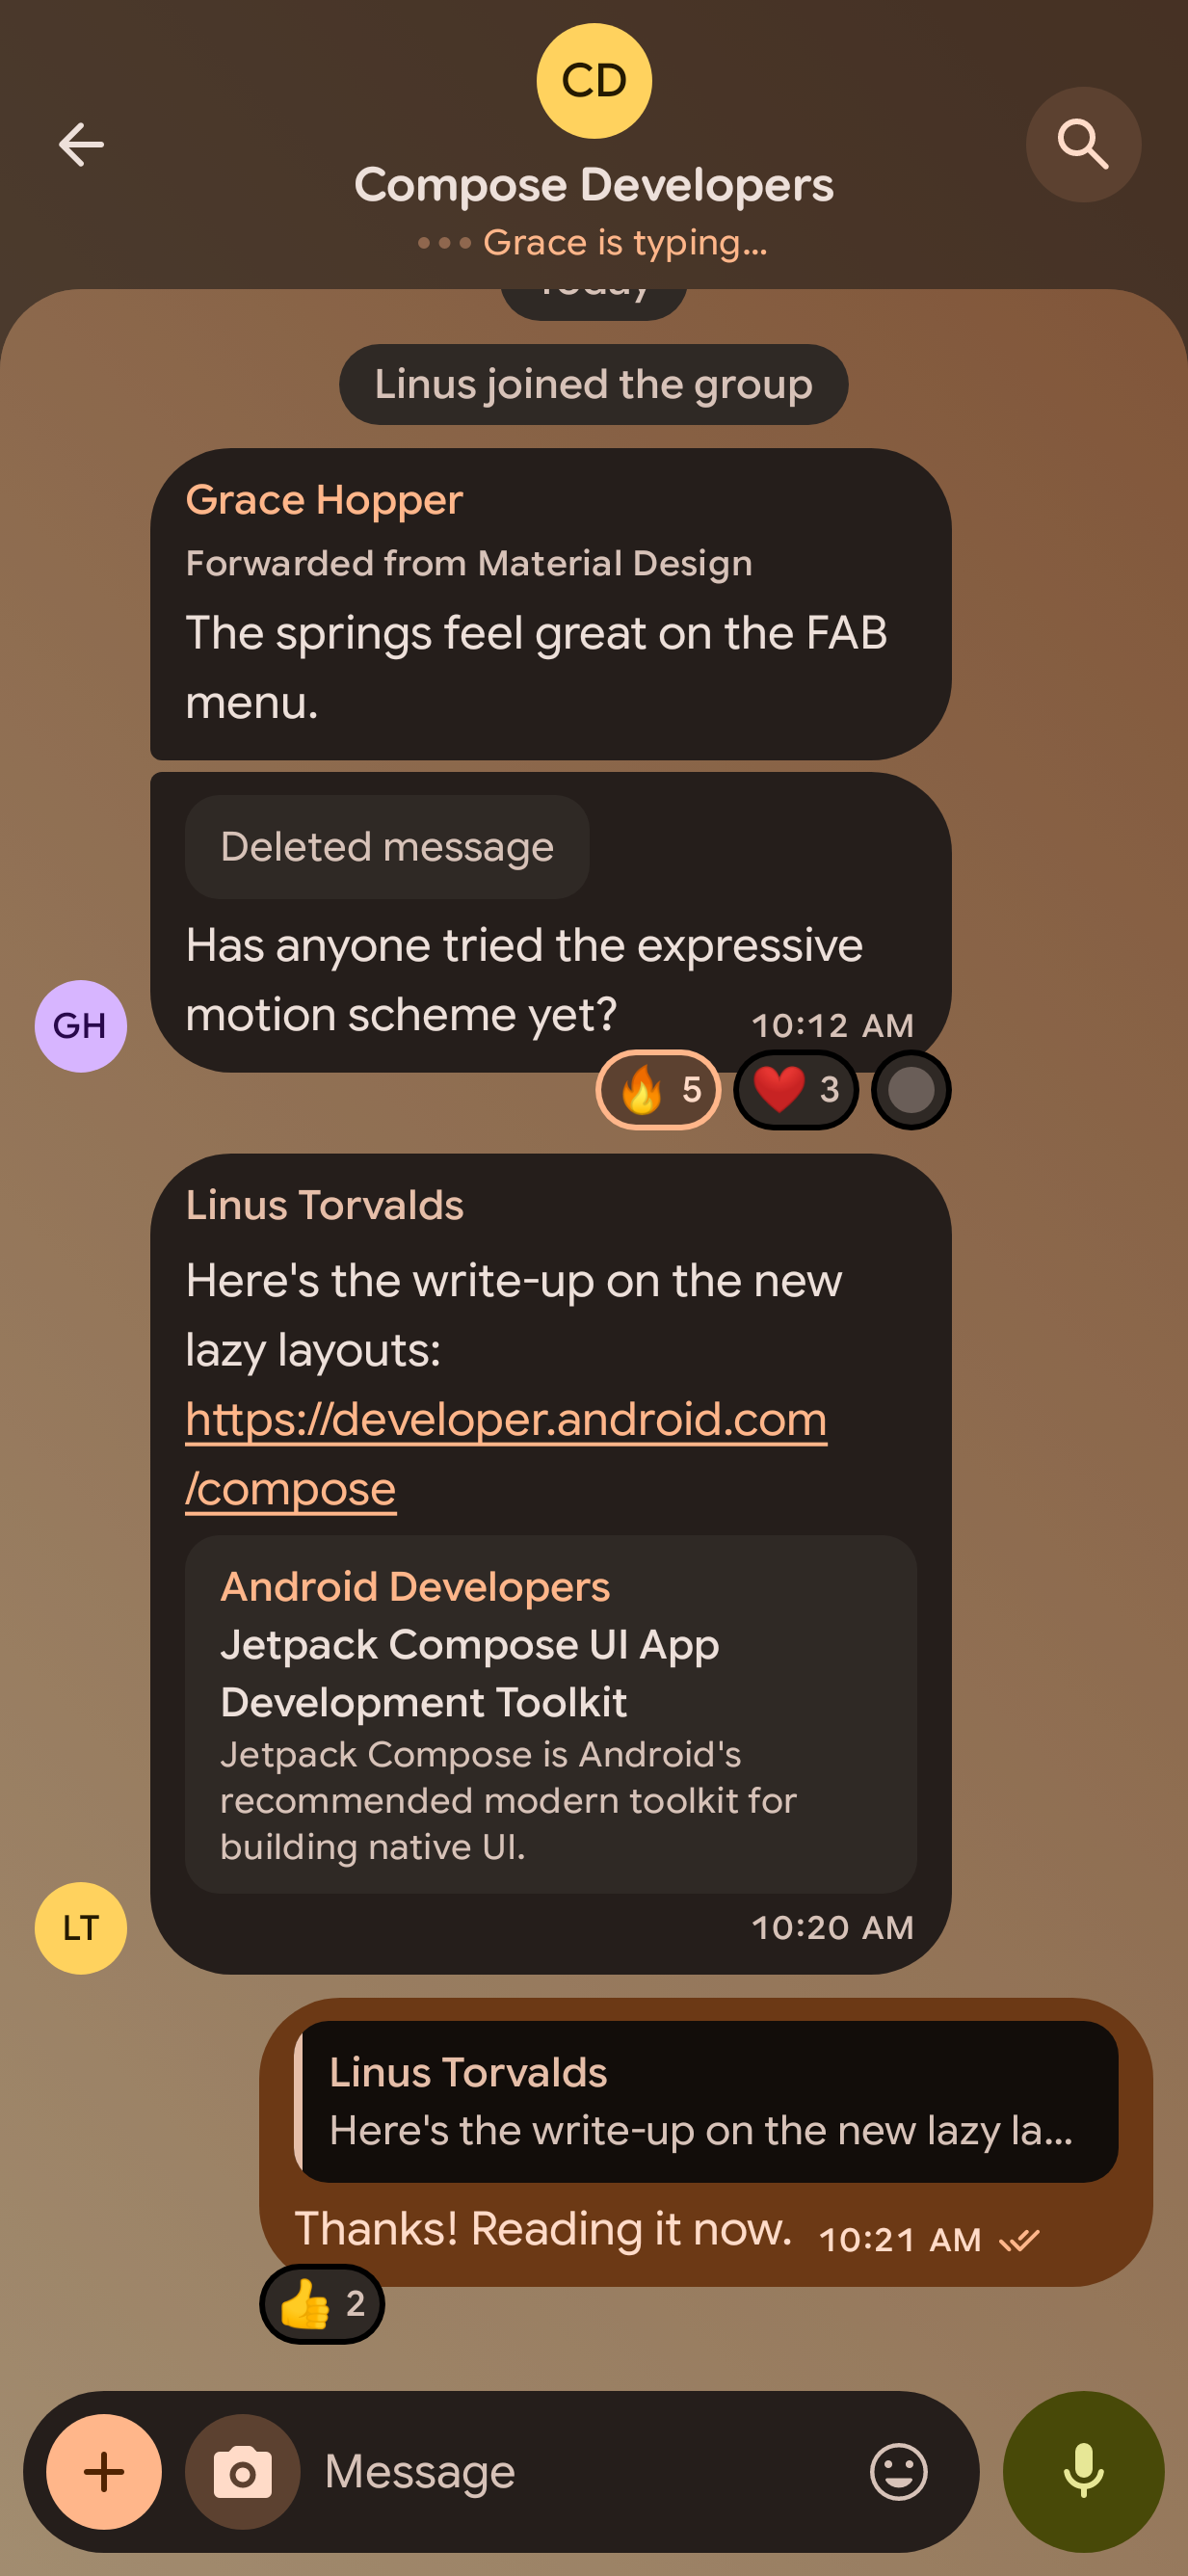 CD
Compose Developers
Grace is typing...
Today
Linus joined the group
Grace Hopper
Forwarded from Material Design
The springs feel great on the FAB
menu.
Deleted message
Has anyone tried the expressive
motion scheme yet?
10:12 AM
GH
5
3
Linus Torvalds
Here's the write-up on the new
lazy layouts:
https://developer.android.com
/compose
Android Developers
Jetpack Compose UI App
Development Toolkit
Jetpack Compose is Android's
recommended modern toolkit for
building native UI.
10:20 AM
LT
Linus Torvalds
Here's the write-up on the new lazy la...
Thanks! Reading it now.
10:21 AM
2
Message